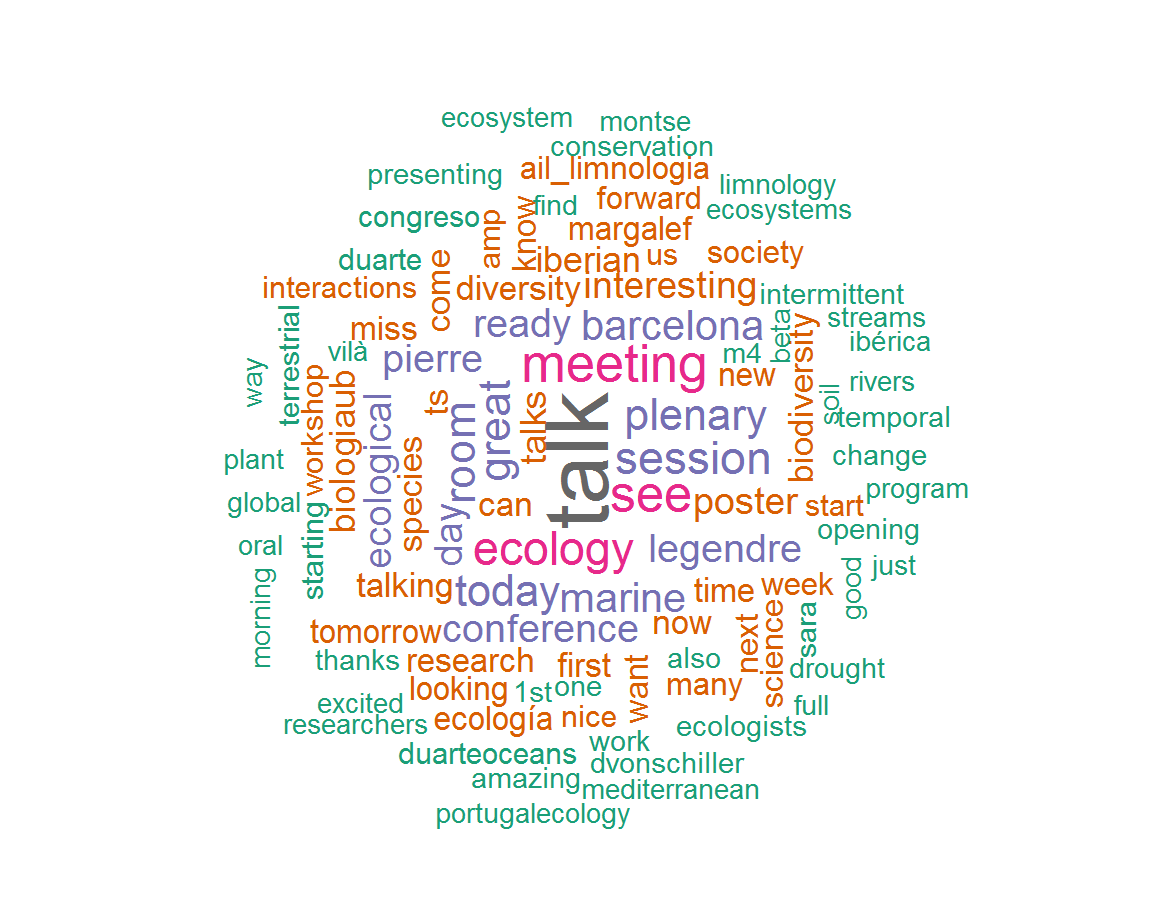 ecosystem
montse
conservation
ail_limnologia
presenting
limnology
find
forward
ecosystems
congreso
amp
know
margalef
duarte
come
iberian
us
society
interactions
diversity
interesting
intermittent
terrestrial
miss
ready
barcelona
beta
streams
vilà
pierre
meeting
m4
new
biodiversity
ibérica
way
workshop
biologiaub
ecological
ts
room
great
talks
talk
plenary
soil
rivers
temporal
plant
species
session
change
global
starting
day
can
see
poster
start
program
oral
ecology
legendre
opening
morning
talking
today
marine
time
week
good
just
tomorrow
conference
now
next
science
sara
thanks
research
first
want
also
many
drought
excited
looking
1st
one
full
researchers
ecología
nice
work
ecologists
duarteoceans
dvonschiller
amazing
mediterranean
portugalecology